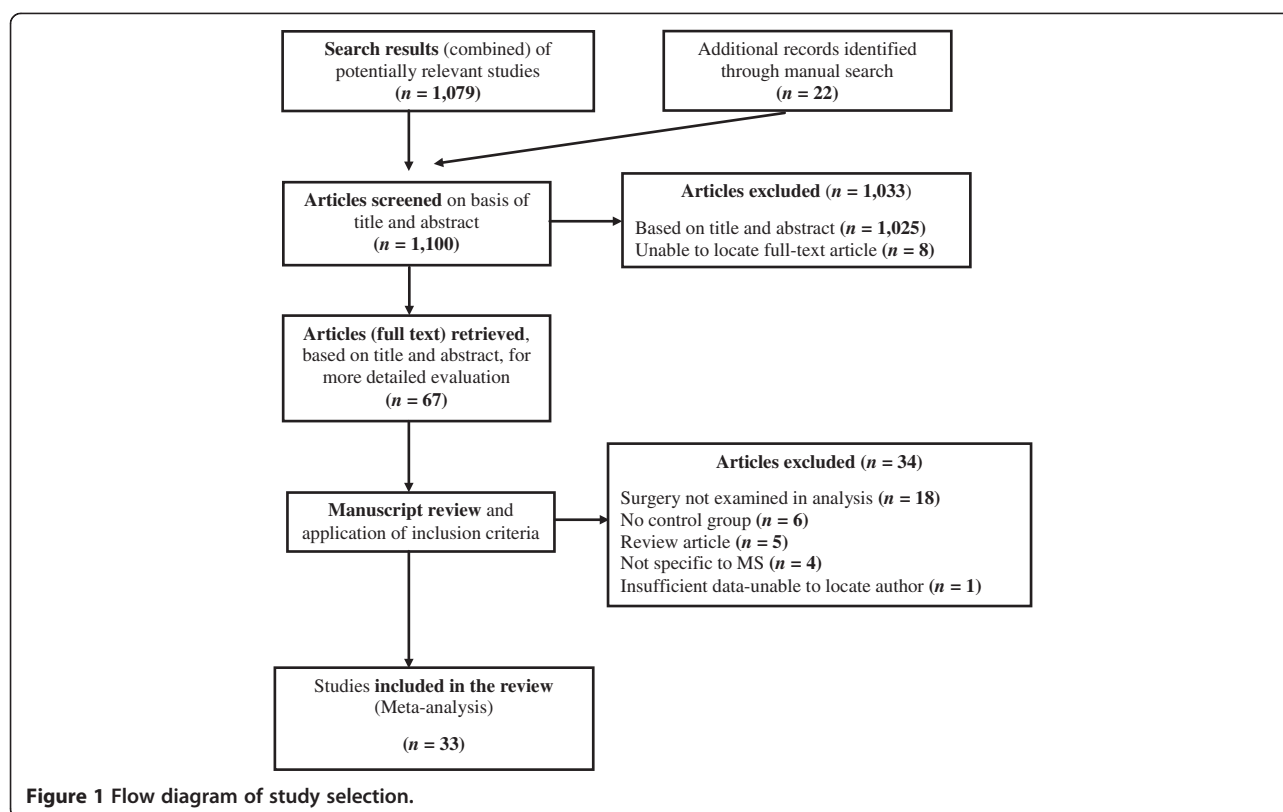 Search results (combined) of
potentially relevant studies
(n = 1,079)
Additional records identified
through manual search
(n = 22)
Articles screened on basis of
title and abstract
(n = 1,100)
Articles excluded (n = 1,033)
Based on title and abstract (n = 1,025)
Unable to locate full-text article (n = 8)
Articles (full text) retrieved,
based on title and abstract, for
more detailed evaluation
(n = 67)
Articles excluded (n = 34)
Surgery not examined in analysis (n = 18)
No control group (n = 6)
Review article (n = 5)
Not specific to MS (n = 4)
Insufficient data-unable to locate author (n = 1)
Manuscript review and
application of inclusion criteria
Studies included in the review
(Meta-analysis)
(n = 33)
Figure 1 Flow diagram of study selection.